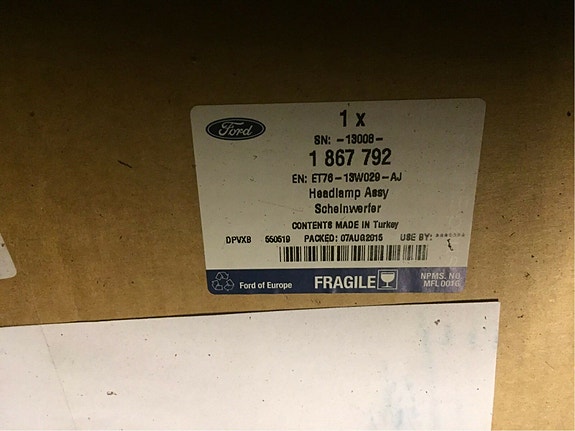 Ford
1 x
SN: -13008-
1 867 792
EN: ET76-13W029-AJ
Headlamp Assy
Scheinwerfer
CONTENTS MADE IN Turkey
DPVXB 550519 PACKED: 07AUG2015 USE BY: *******
Ford of Europe FRAGILE NPMS. NO.
MFL0016